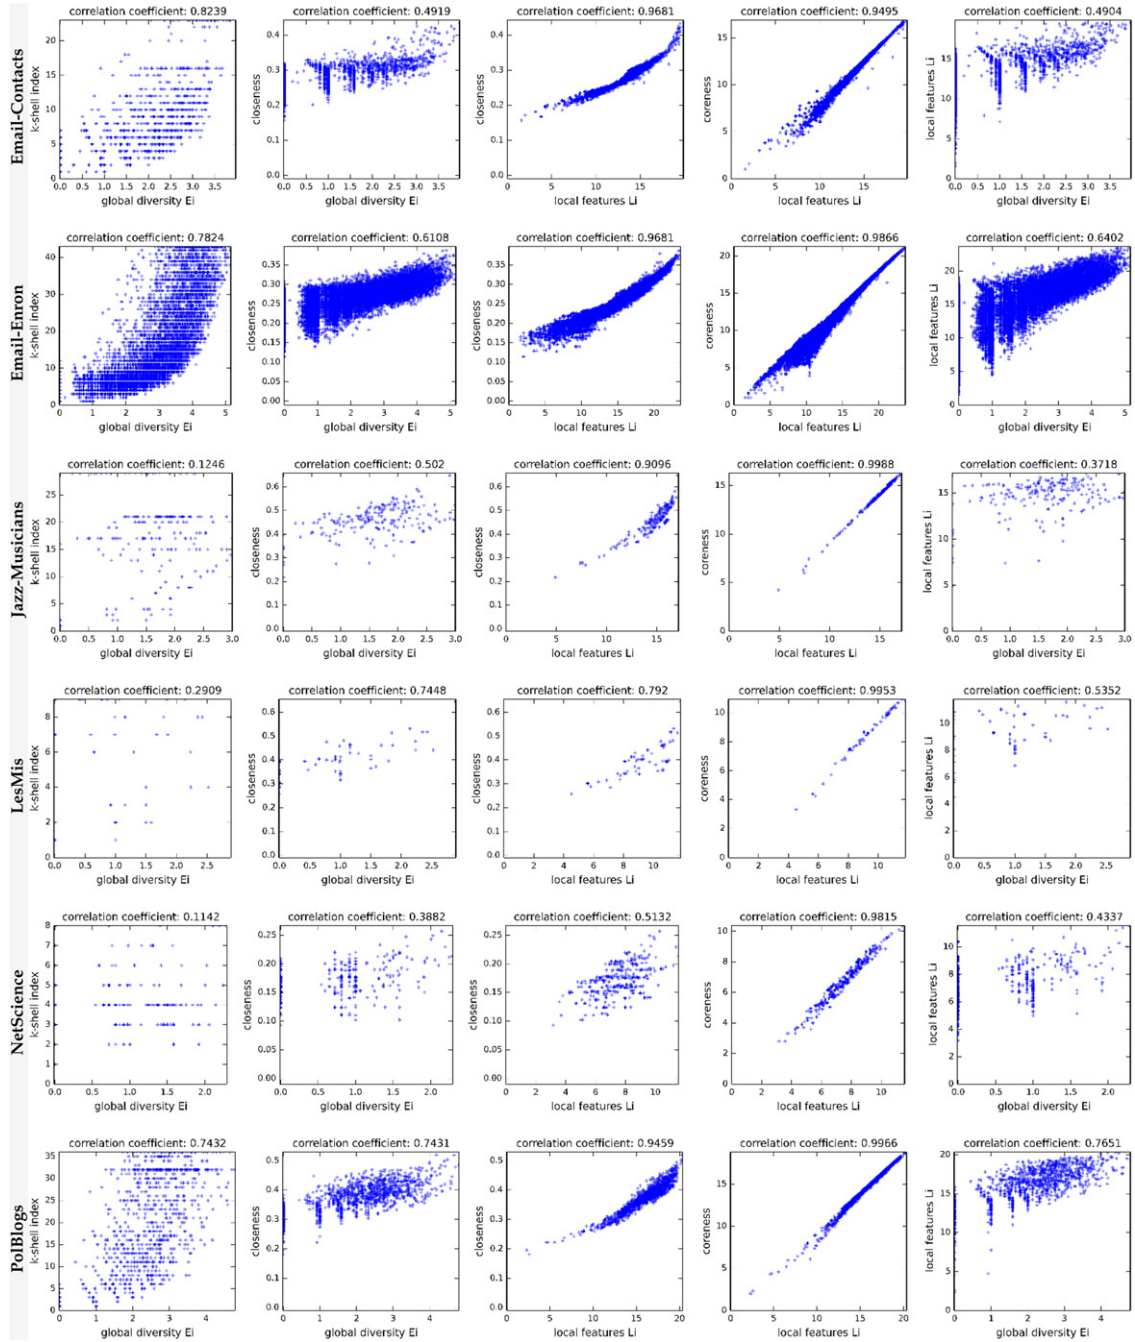 Email-Contacts
correlation coefficient: 0.8239
k-shell index
global diversity Ei
correlation coefficient: 0.4919
closeness
global diversity Ei
correlation coefficient: 0.9681
closeness
local features Li
correlation coefficient: 0.9495
coreness
local features Li
correlation coefficient: 0.4904
local features Li
global diversity Ei
Email-Enron
correlation coefficient: 0.7824
k-shell index
global diversity Ei
correlation coefficient: 0.6108
closeness
global diversity Ei
correlation coefficient: 0.9681
closeness
local features Li
correlation coefficient: 0.9866
coreness
local features Li
correlation coefficient: 0.6402
local features Li
global diversity Ei
Jazz-Musicians
correlation coefficient: 0.1246
k-shell index
global diversity Ei
correlation coefficient: 0.502
closeness
global diversity Ei
correlation coefficient: 0.9096
closeness
local features Li
correlation coefficient: 0.9988
coreness
local features Li
correlation coefficient: 0.3718
local features Li
global diversity Ei
LesMis
correlation coefficient: 0.2909
k-shell index
global diversity Ei
correlation coefficient: 0.7448
closeness
global diversity Ei
correlation coefficient: 0.792
closeness
local features Li
correlation coefficient: 0.9953
coreness
local features Li
correlation coefficient: 0.5352
local features Li
global diversity Ei
NetScience
correlation coefficient: 0.1142
k-shell index
global diversity Ei
correlation coefficient: 0.3882
closeness
global diversity Ei
correlation coefficient: 0.5132
closeness
local features Li
correlation coefficient: 0.9815
coreness
local features Li
correlation coefficient: 0.4337
local features Li
global diversity Ei
PolBlogs
correlation coefficient: 0.7432
k-shell index
global diversity Ei
correlation coefficient: 0.7431
closeness
global diversity Ei
correlation coefficient: 0.9459
closeness
local features Li
correlation coefficient: 0.9966
coreness
local features Li
correlation coefficient: 0.7651
local features Li
global diversity Ei